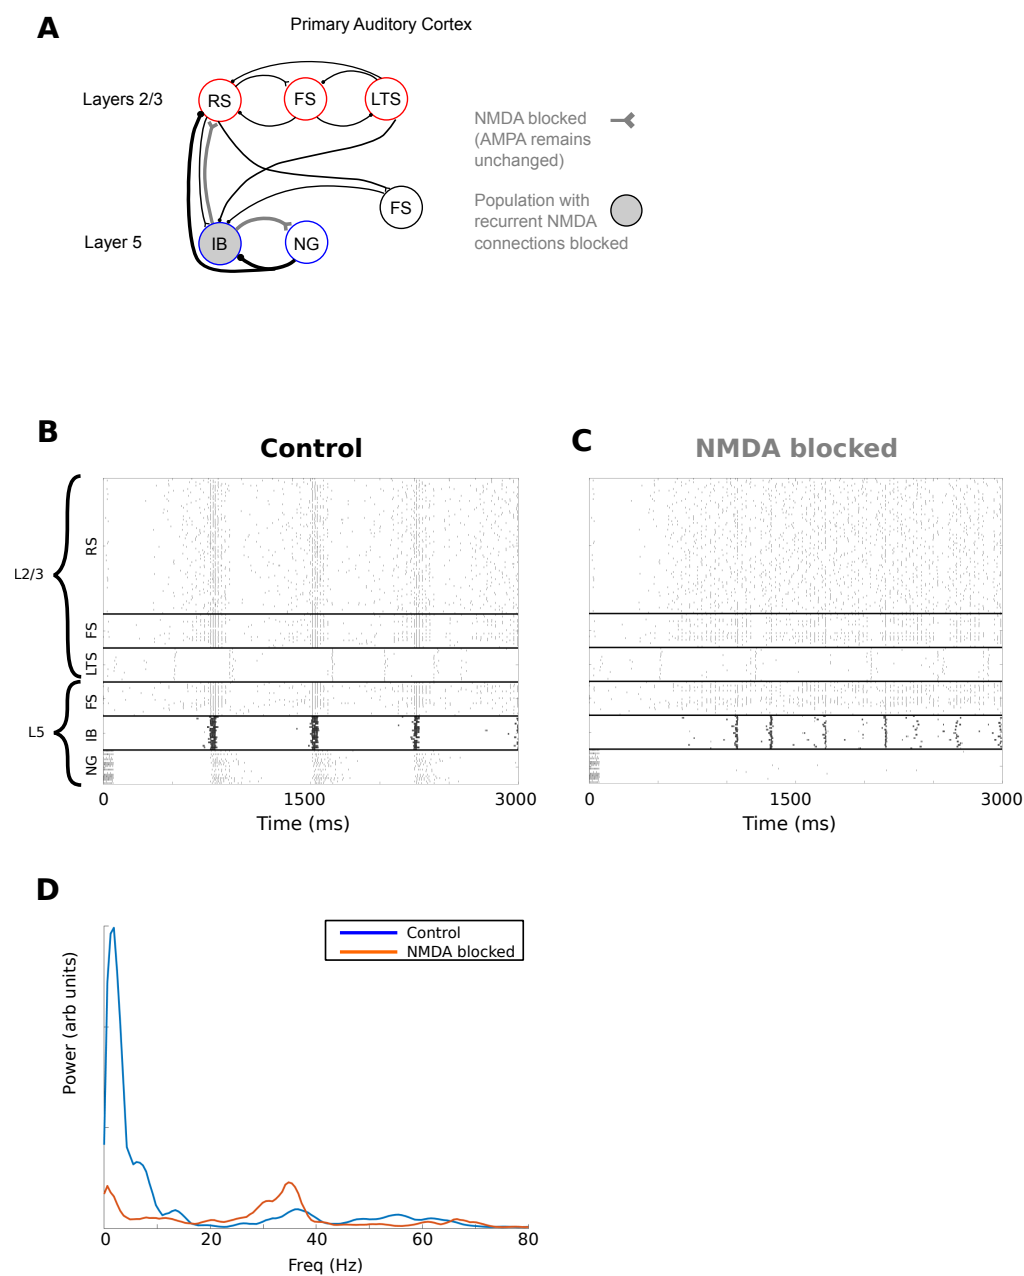 A
Primary Auditory Cortex
Layers 2/3
RS
FS
LTS
NMDA blocked
(AMPA remains
unchanged)
FS
Population with
recurrent NMDA
connections blocked
Layer 5
IB
NG
B
Control
C
NMDA blocked
L2/3
RS
FS
LTS
L5
FS
IB
NG
0
1500
3000
Time (ms)
0
1500
3000
Time (ms)
D
Control
NMDA blocked
Power (arb units)
0
20
40
60
80
Freq (Hz)